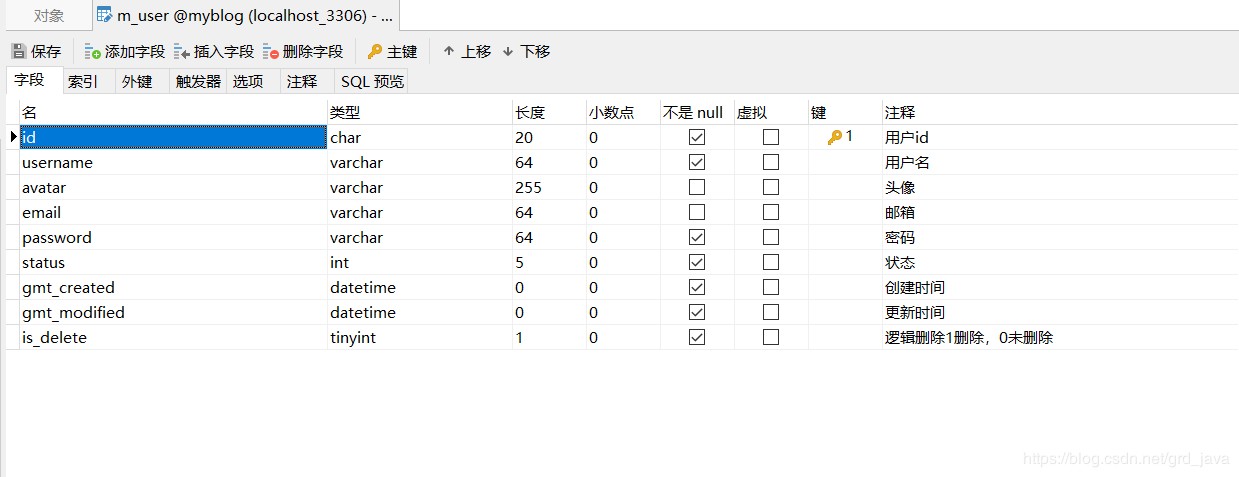 对象 m_user @myblog (localhost_3306) - ...
保存 添加字段 插入字段 删除字段 主键 上移 下移
字段 索引 外键 触发器 选项 注释 SQL 预览
名 类型 长度 小数点 不是 null 虚拟 键 注释
id char 20 0 1 用户id
username varchar 64 0 用户名
avatar varchar 255 0 头像
email varchar 64 0 邮箱
password varchar 64 0 密码
status int 5 0 状态
gmt_created datetime 0 0 创建时间
gmt_modified datetime 0 0 更新时间
is_delete tinyint 1 0 逻辑删除1删除，0未删除
https://blog.csdn.net/grd_java